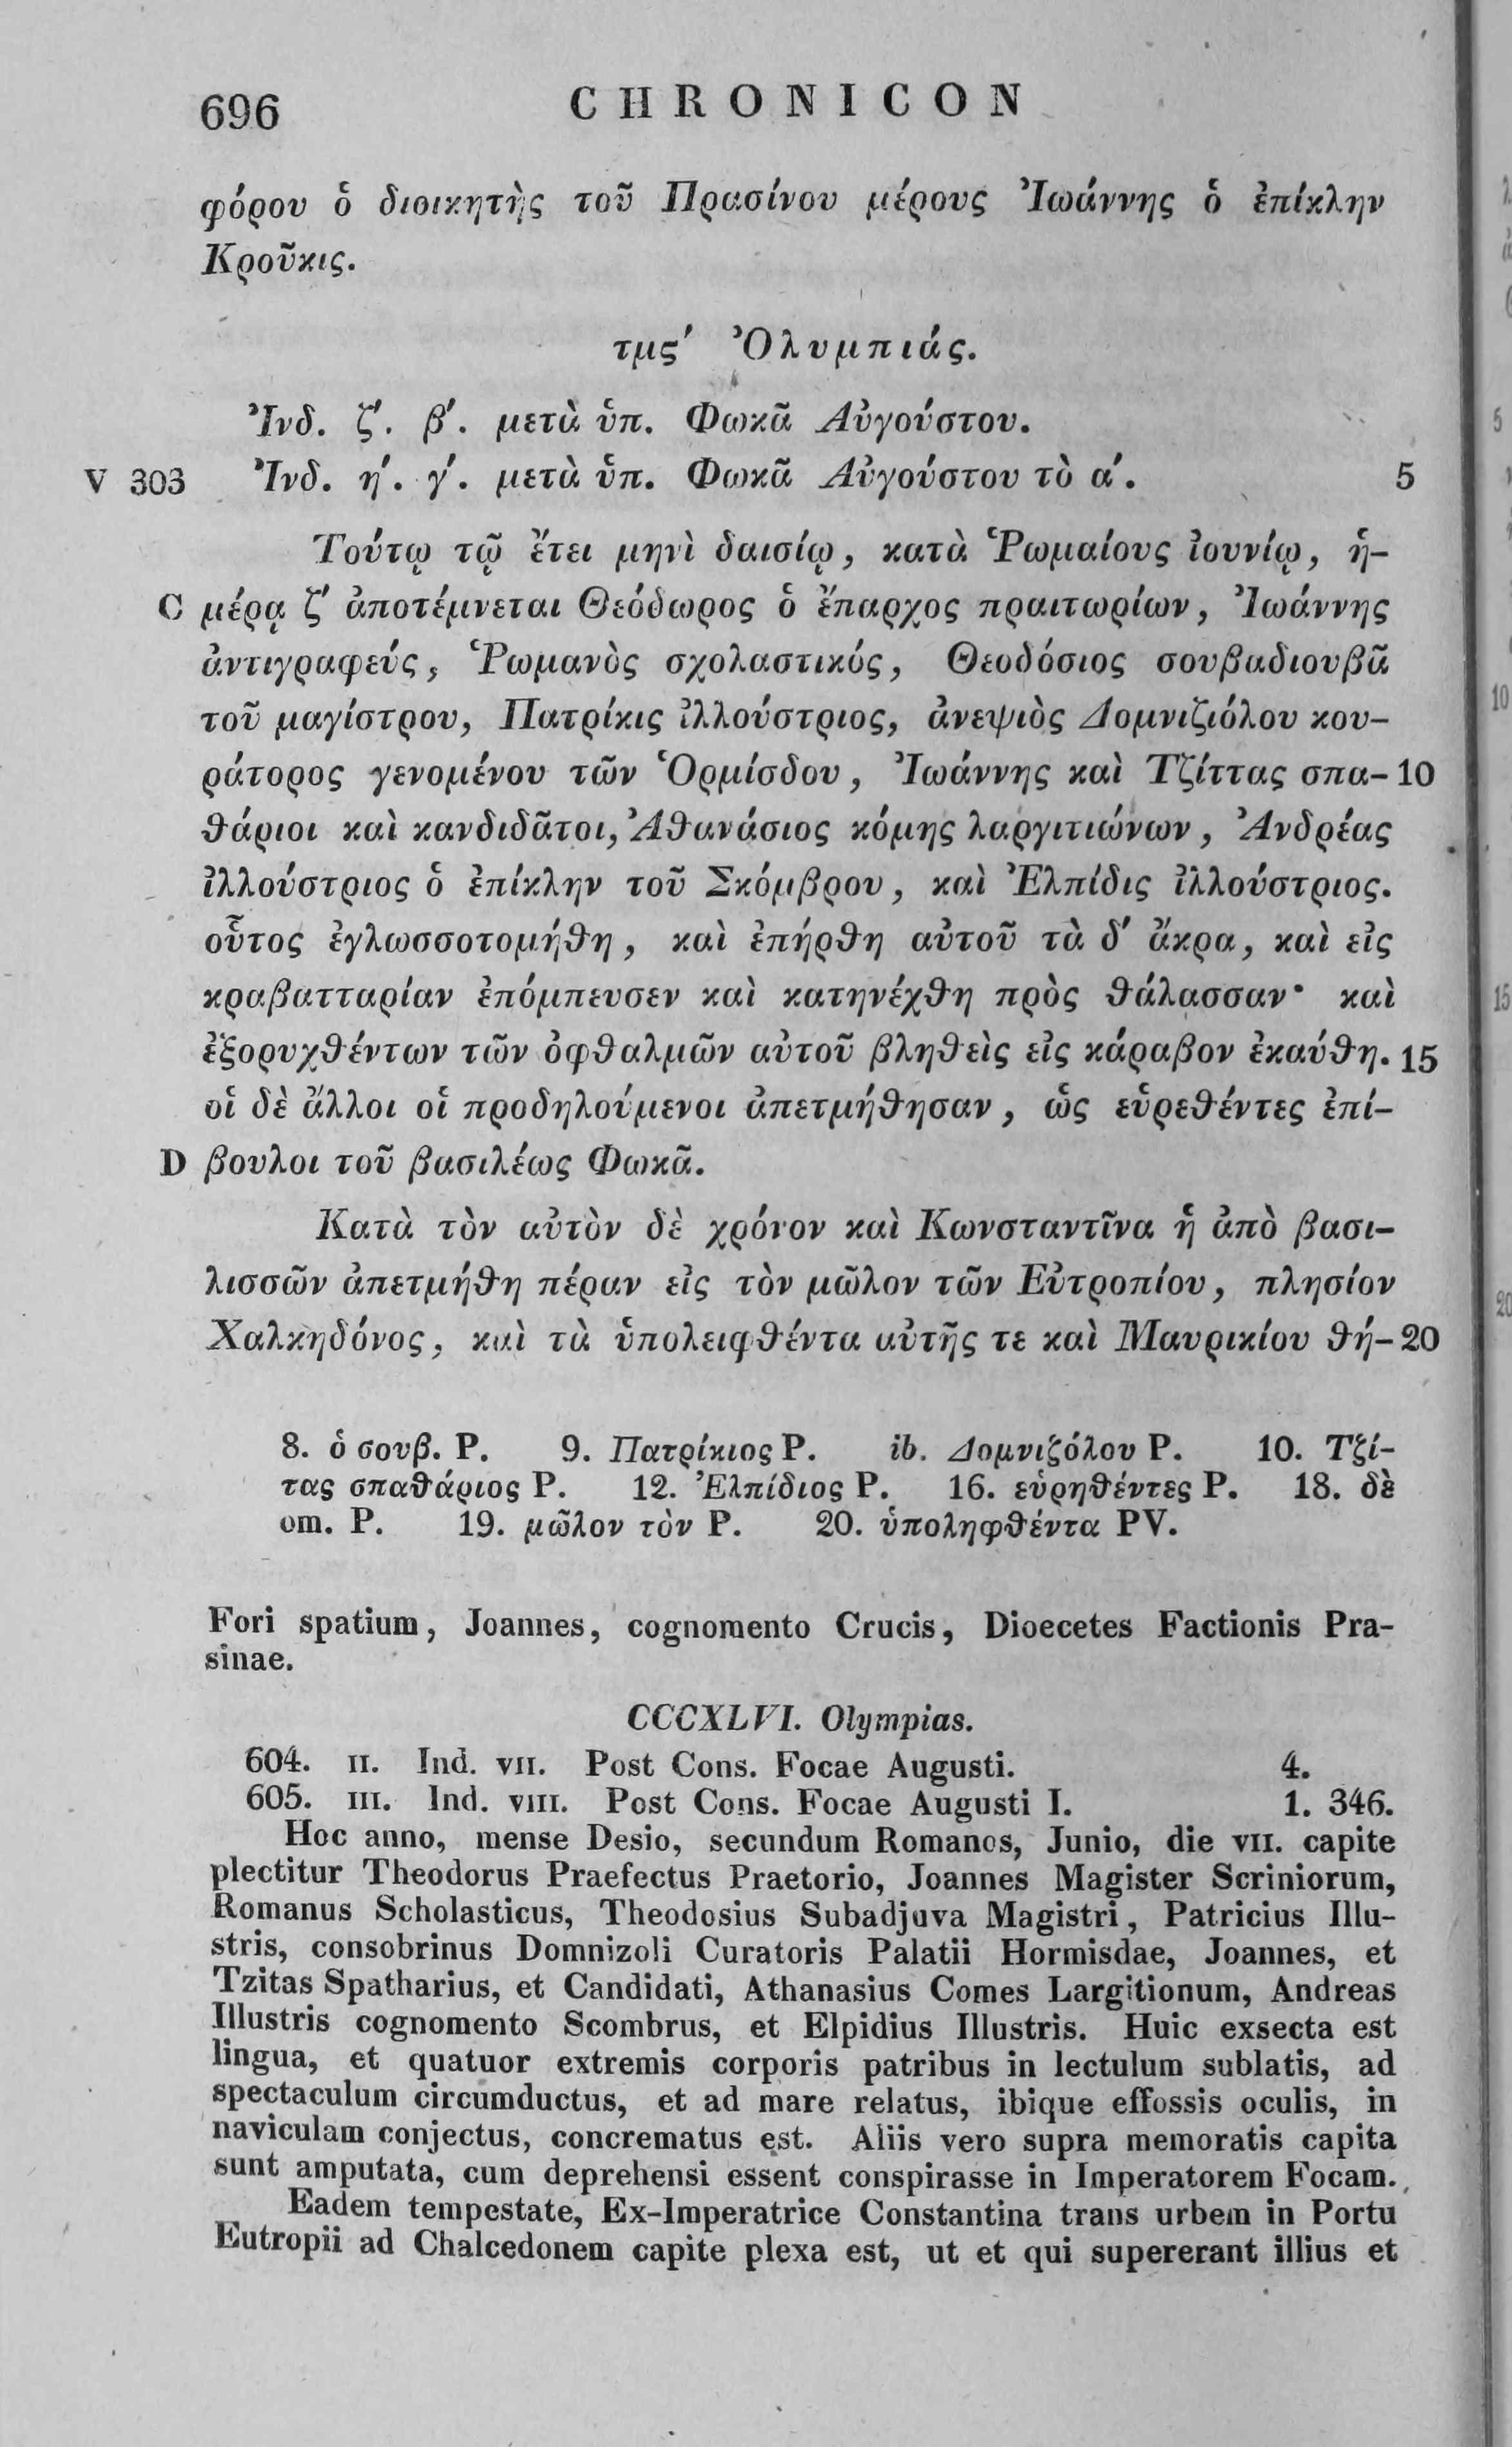 696 CHRONICON
φόρου ὁ διοικητὴς τοῦ Πρασίνου μέρους Ἰωάννης ὁ ἐπίκλην
Κροῦκις.
τμς′ Ὀλυμπιάς.
Ἰνδ. ζ′. β′. μετὰ ὑπ. Φωκᾶ Αὐγούστου.
V 303 Ἰνδ. η′. γ′. μετὰ ὑπ. Φωκᾶ Αὐγούστου τὸ α′. 5
Τούτῳ τῷ ἔτει μηνὶ δαισίῳ, κατὰ Ῥωμαίους ἰουνίῳ, ἡ-
C μέρᾳ ζ′ ἀποτέμνεται Θεόδωρος ὁ ἔπαρχος πραιτωρίων, Ἰωάννης
ἀντιγραφεύς, Ῥωμανὸς σχολαστικός, Θεοδόσιος σουβαδιουβᾶ
τοῦ μαγίστρου, Πατρίκις ἰλλούστριος, ἀνεψιὸς Δομνιζιόλου κου-
ράτορος γενομένου τῶν Ὁρμίσδου, Ἰωάννης καὶ Τζίττας σπα- 10
θάριοι καὶ κανδιδᾶτοι, Ἀθανάσιος κόμης λαργιτιώνων, Ἀνδρέας
ἰλλούστριος ὁ ἐπίκλην τοῦ Σκόμβρου, καὶ Ἐλπίδις ἰλλούστριος.
οὗτος ἐγλωσσοτομήθη, καὶ ἐπήρθη αὐτοῦ τὰ δ′ ἄκρα, καὶ εἰς
κραβατταρίαν ἐπόμπευσεν καὶ κατηνέχθη πρὸς θάλασσαν· καὶ
ἐξορυχθέντων τῶν ὀφθαλμῶν αὐτοῦ βληθεὶς εἰς κάραβον ἐκαύθη. 15
οἱ δὲ ἄλλοι οἱ προδηλούμενοι ἀπετμήθησαν, ὡς εὑρεθέντες ἐπί-
D βουλοι τοῦ βασιλέως Φωκᾶ.
Κατὰ τὸν αὐτὸν δὲ χρόνον καὶ Κωνσταντῖνα ἡ ἀπὸ βασι-
λισσῶν ἀπετμήθη πέραν εἰς τὸν μῶλον τῶν Εὐτροπίου, πλησίον
Χαλκηδόνος, καὶ τὰ ὑπολειφθέντα αὐτῆς τε καὶ Μαυρικίου θή- 20
8. ὁ σουβ. P. 9. Πατρίκιος P. ib. Δομνιζόλου P. 10. Τζί-
τας σπαθάριος P. 12. Ἐλπίδιος P. 16. εὑρηθέντες P. 18. δὲ
om. P. 19. μῶλον τὸν P. 20. ὑποληφθέντα PV.
Fori spatium, Joannes, cognomento Crucis, Dioecetes Factionis Pra-
sinae.
CCCXLVI. Olympias.
604. II. Ind. VII. Post Cons. Focae Augusti. 4.
605. III. Ind. VIII. Post Cons. Focae Augusti I. 1. 346.
Hoc anno, mense Desio, secundum Romanos, Junio, die VII. capite
plectitur Theodorus Praefectus Praetorio, Joannes Magister Scriniorum,
Romanus Scholasticus, Theodosius Subadjuva Magistri, Patricius Illu-
stris, consobrinus Domnizoli Curatoris Palatii Hormisdae, Joannes, et
Tzitas Spatharius, et Candidati, Athanasius Comes Largitionum, Andreas
Illustris cognomento Scombrus, et Elpidius Illustris. Huic exsecta est
lingua, et quatuor extremis corporis patribus in lectulum sublatis, ad
spectaculum circumductus, et ad mare relatus, ibique effossis oculis, in
naviculam conjectus, concrematus est. Aliis vero supra memoratis capita
sunt amputata, cum deprehensi essent conspirasse in Imperatorem Focam.
Eadem tempestate, Ex-Imperatrice Constantina trans urbem in Portu
Eutropii ad Chalcedonem capite plexa est, ut et qui supererant illius et